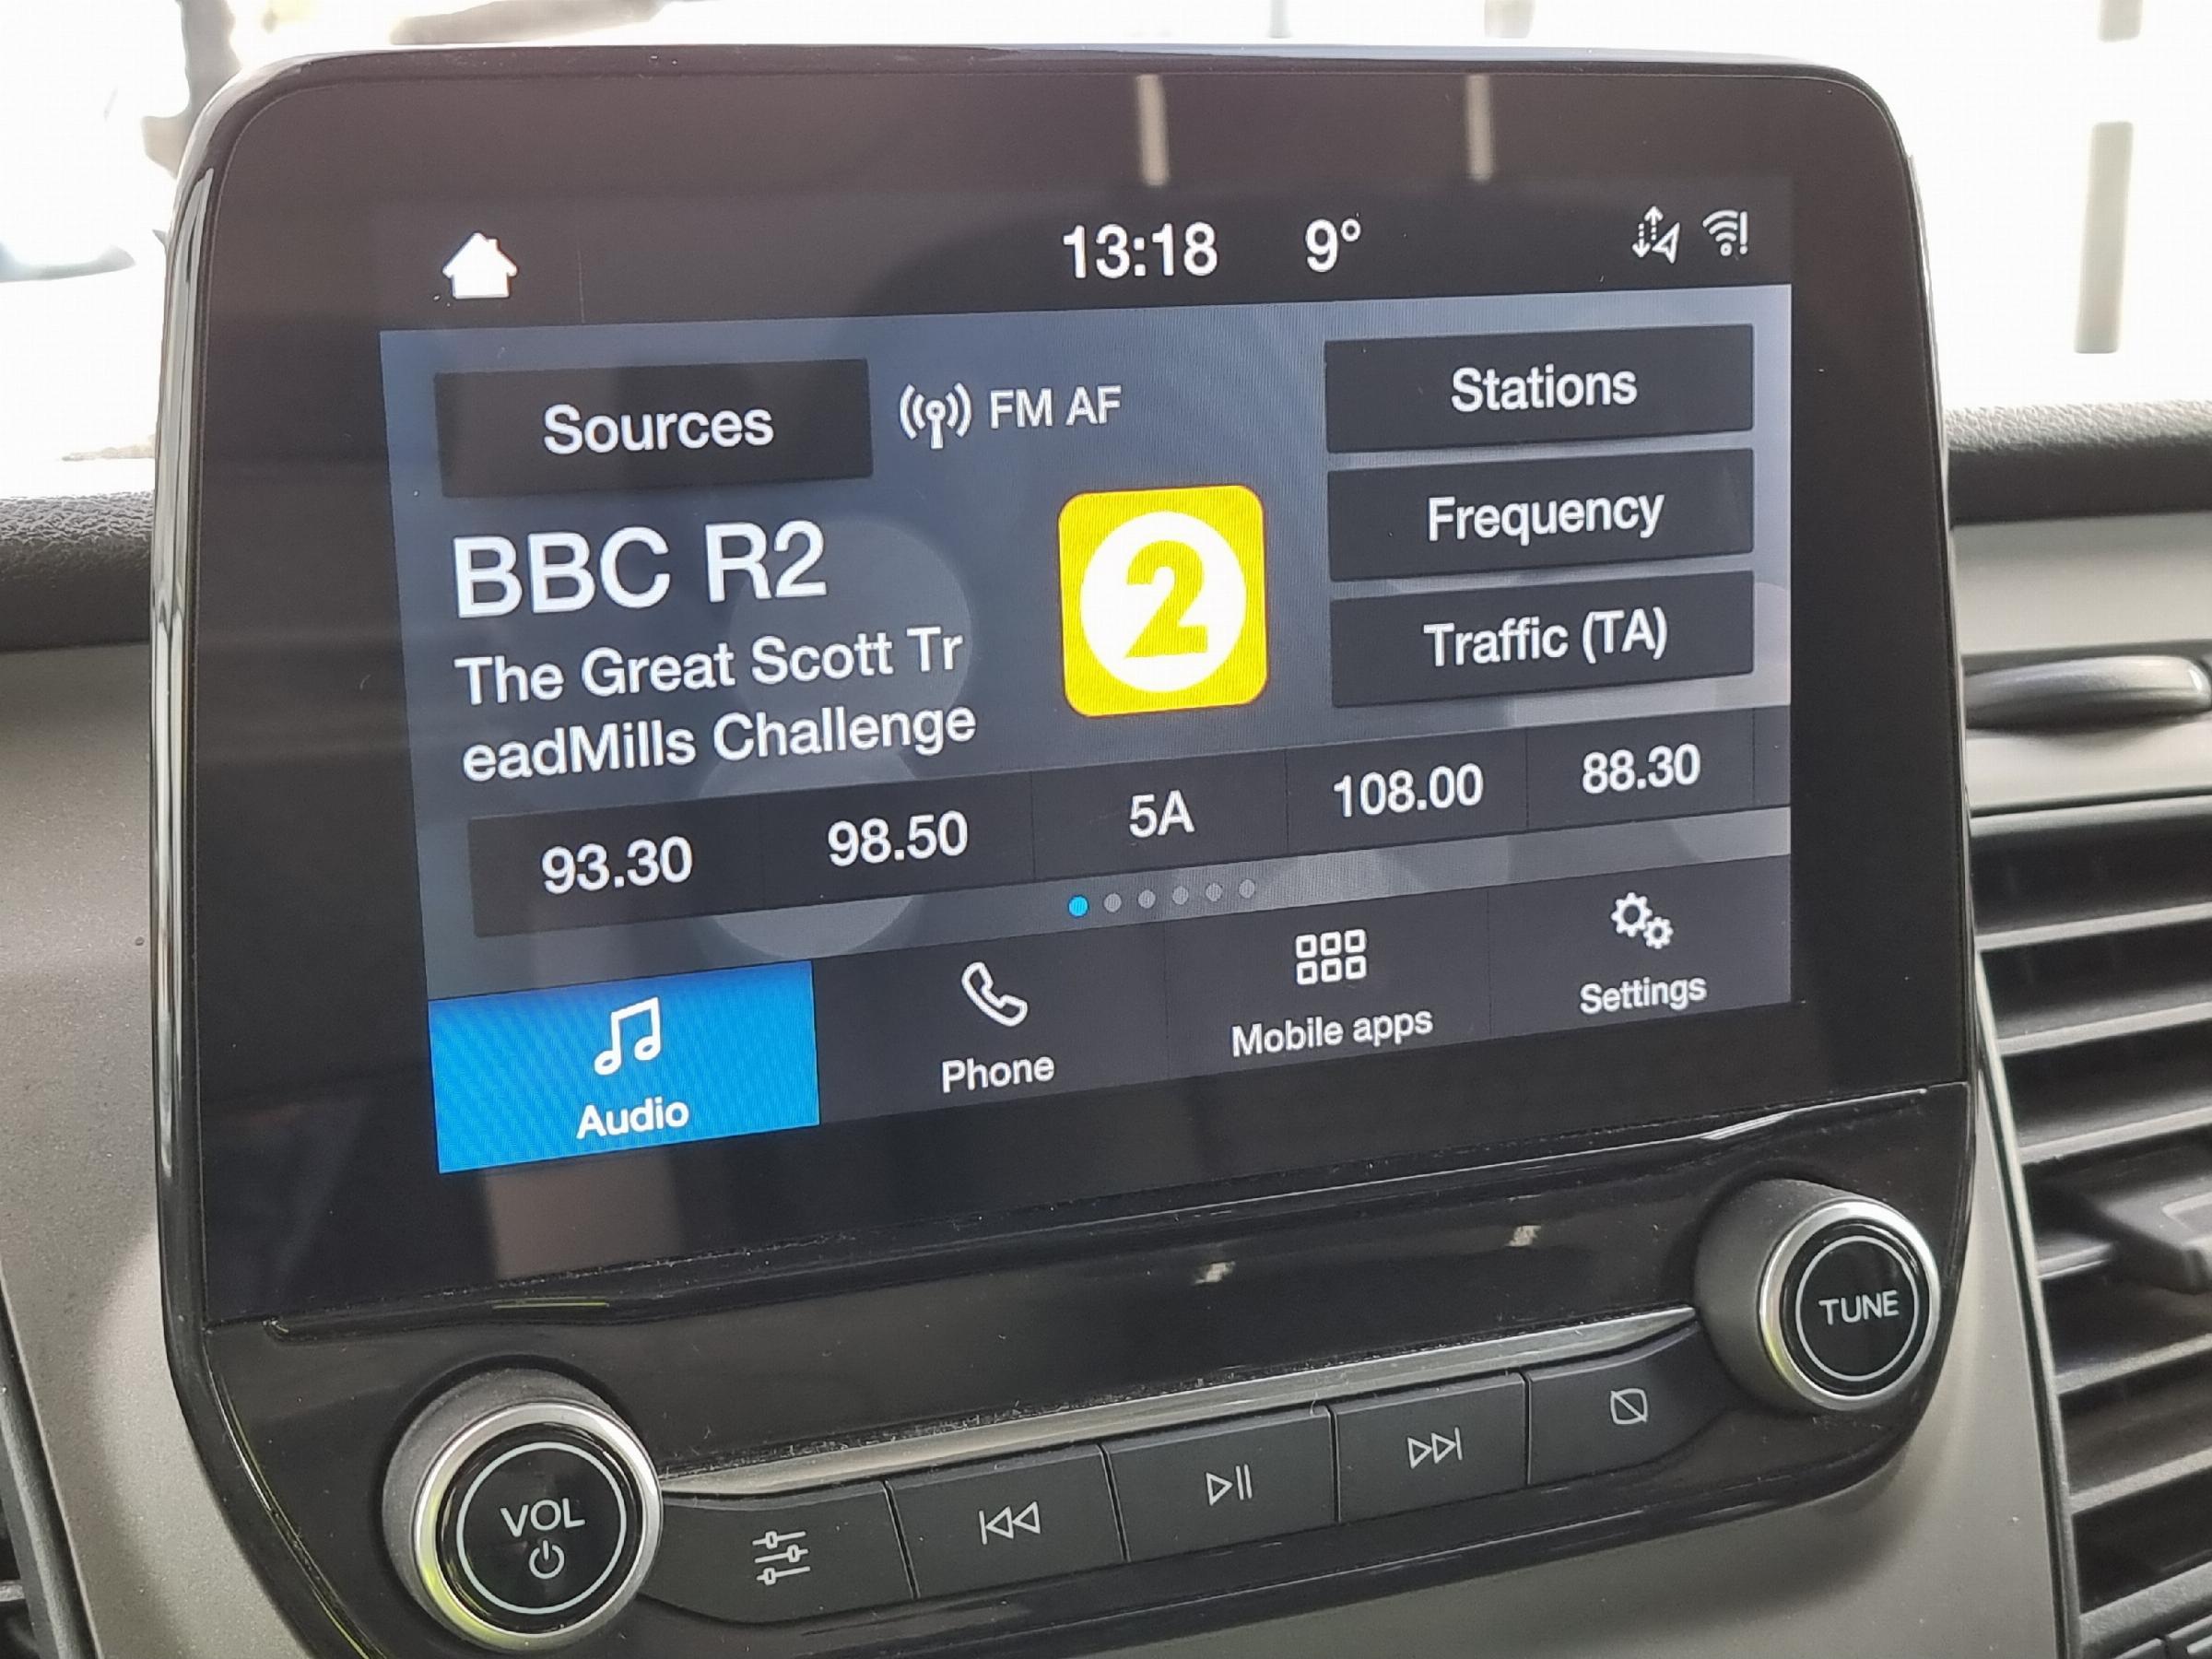 13:18 9°
Sources
FM AF
Stations
Frequency
Traffic (TA)
BBC R2
The Great Scott Tr
eadMills Challenge
2
93.30 98.50 5A 108.00 88.30
Audio
Phone
Mobile apps
Settings
VOL
TUNE